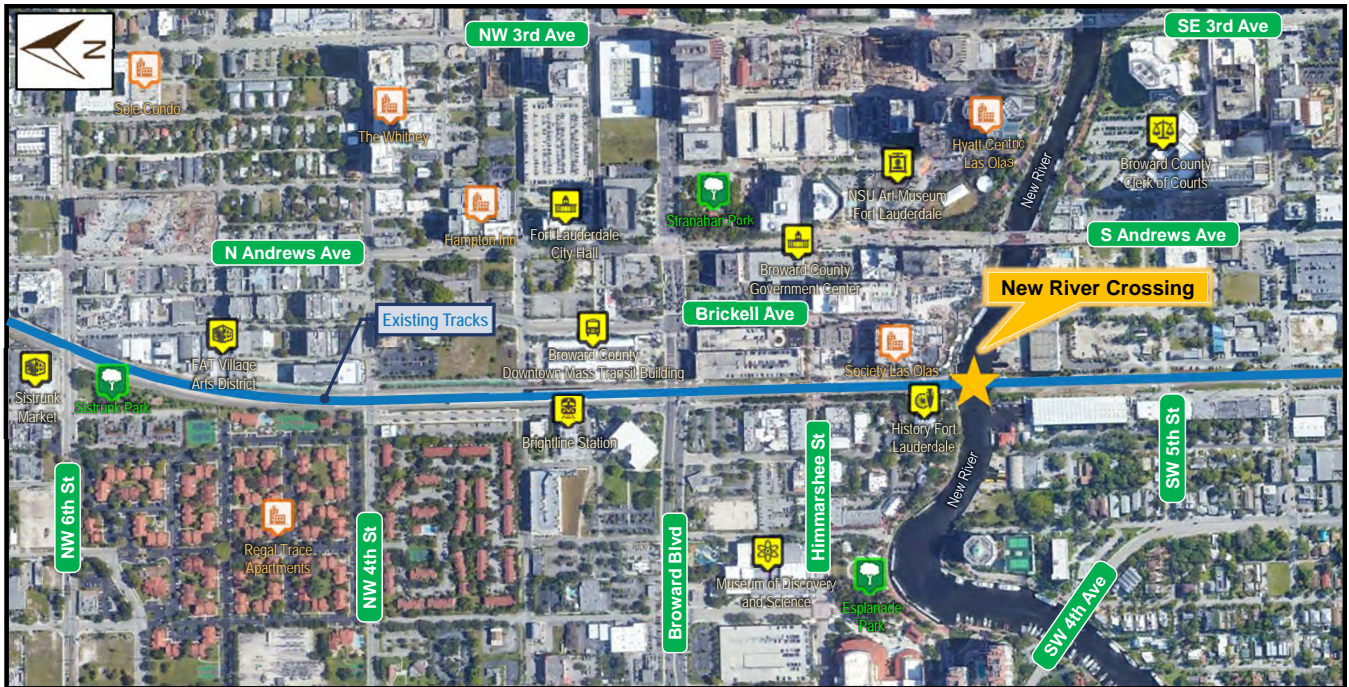 N
NW 3rd Ave
SE 3rd Ave
Sole Condo
The Whitney
Hyatt Centric
Las Olas
Broward County
Clerk of Courts
New River
NSU Art Museum
Fort Lauderdale
Stranahan Park
Hampton Inn
Fort Lauderdale
City Hall
N Andrews Ave
S Andrews Ave
Broward County
Government Center
New River Crossing
Existing Tracks
Brickell Ave
FAT Village
Arts District
Broward County
Downtown Mass Transit Building
Society Las Olas
Sistrunk
Market
Sistrunk Park
Brightline Station
History Fort
Lauderdale
NW 6th St
NW 4th St
Broward Blvd
Himmarshee St
SW 5th St
New River
Regal Trace
Apartments
Museum of Discovery
and Science
Esplanade
Park
SW 4th Ave